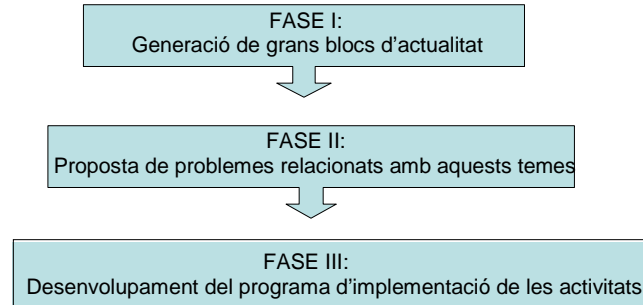 FASE I:
Generació de grans blocs d'actualitat
FASE II:
Proposta de problemes relacionats amb aquests temes
FASE III:
Desenvolupament del programa d'implementació de les activitats